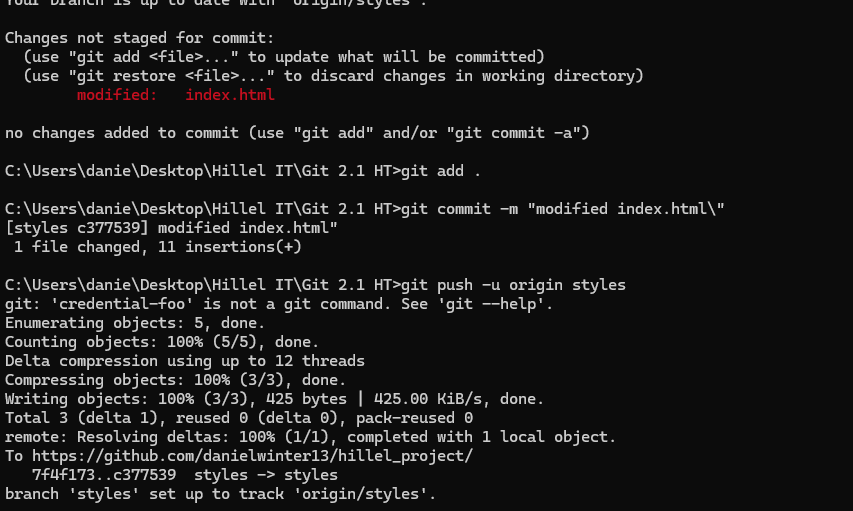 Your branch is up to date with 'origin/styles'.
Changes not staged for commit:
  (use "git add <file>..." to update what will be committed)
  (use "git restore <file>..." to discard changes in working directory)
        modified:   index.html
no changes added to commit (use "git add" and/or "git commit -a")
C:\Users\danie\Desktop\Hillel IT\Git 2.1 HT>git add .
C:\Users\danie\Desktop\Hillel IT\Git 2.1 HT>git commit -m "modified index.html\"
[styles c377539] modified index.html"
 1 file changed, 11 insertions(+)
C:\Users\danie\Desktop\Hillel IT\Git 2.1 HT>git push -u origin styles
git: 'credential-foo' is not a git command. See 'git --help'.
Enumerating objects: 5, done.
Counting objects: 100% (5/5), done.
Delta compression using up to 12 threads
Compressing objects: 100% (3/3), done.
Writing objects: 100% (3/3), 425 bytes | 425.00 KiB/s, done.
Total 3 (delta 1), reused 0 (delta 0), pack-reused 0
remote: Resolving deltas: 100% (1/1), completed with 1 local object.
To https://github.com/danielwinter13/hillel_project/
   7f4f173..c377539  styles -> styles
branch 'styles' set up to track 'origin/styles'.